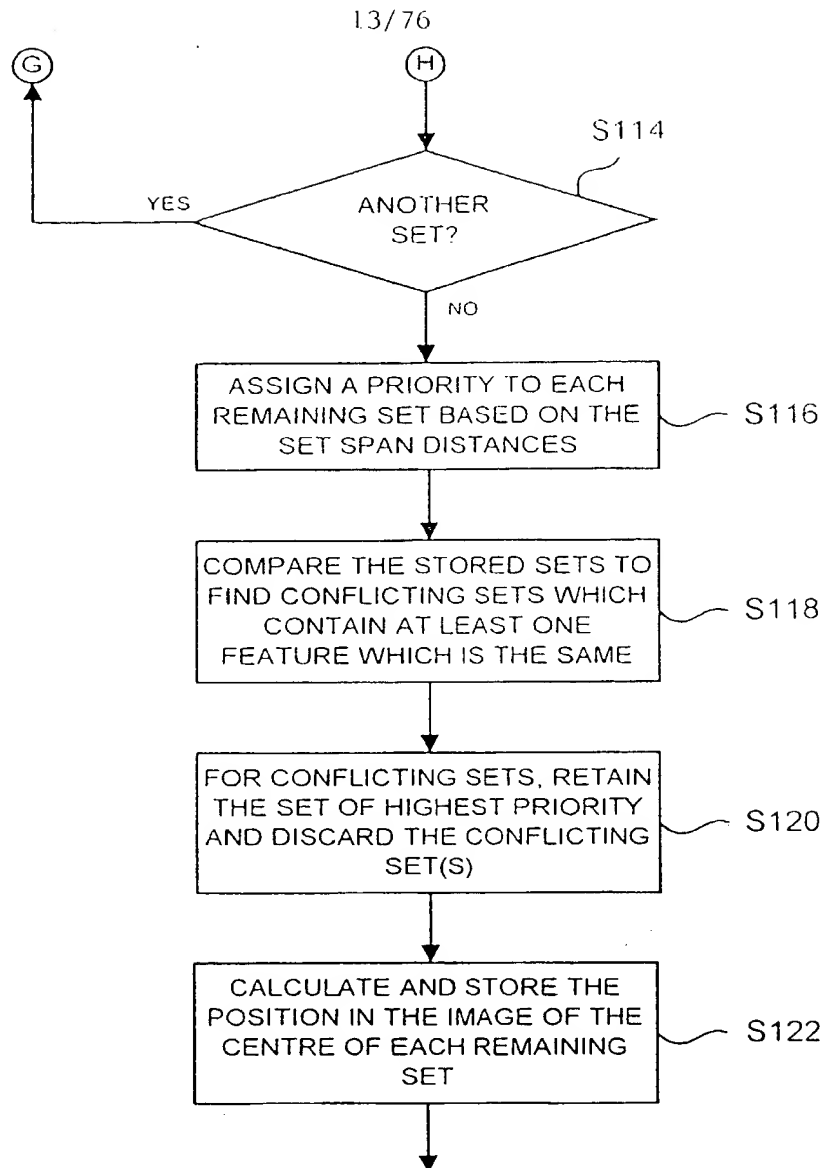 13/76
G
H
S114
YES
ANOTHER
SET?
NO
ASSIGN A PRIORITY TO EACH
REMAINING SET BASED ON THE
SET SPAN DISTANCES
S116
COMPARE THE STORED SETS TO
FIND CONFLICTING SETS WHICH
CONTAIN AT LEAST ONE
FEATURE WHICH IS THE SAME
S118
FOR CONFLICTING SETS, RETAIN
THE SET OF HIGHEST PRIORITY
AND DISCARD THE CONFLICTING
SET(S)
S120
CALCULATE AND STORE THE
POSITION IN THE IMAGE OF THE
CENTRE OF EACH REMAINING
SET
S122